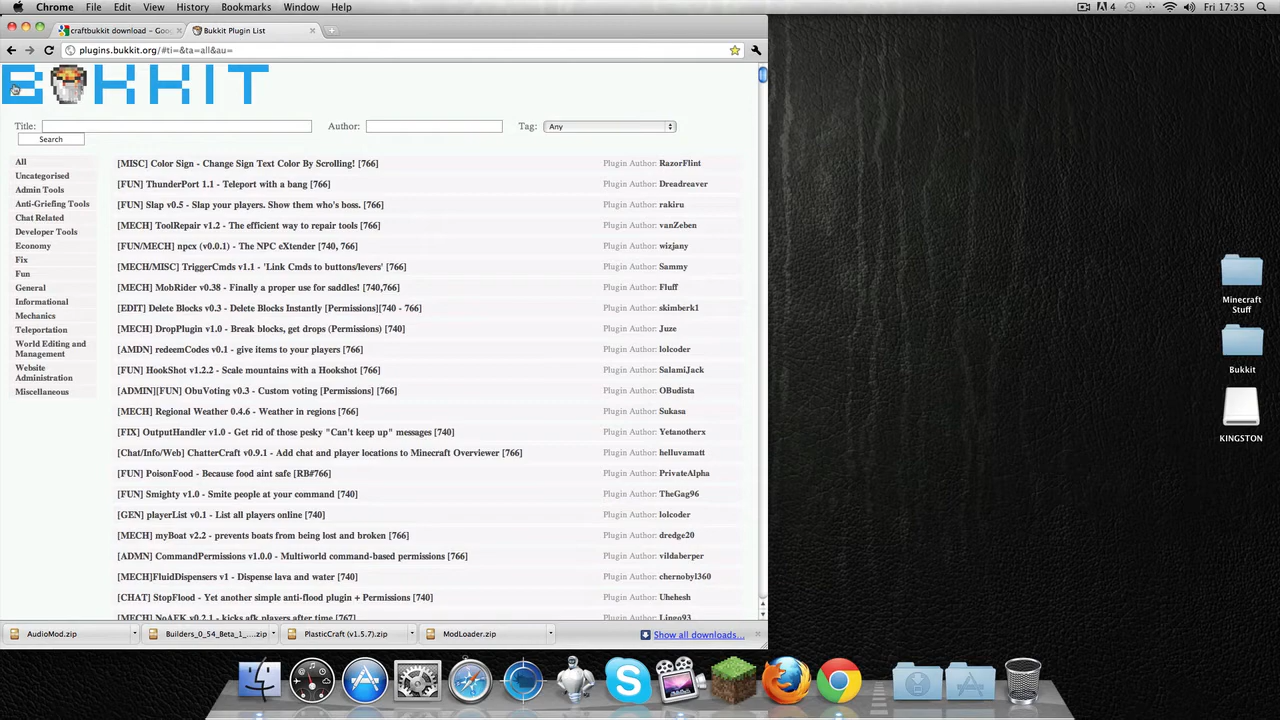 Chrome File Edit View History Bookmarks Window Help
4 Fri 17:35
craftbukkit download – Goo
Bukkit Plugin List
plugins.bukkit.org/#ti=&ta=all&au=
BUKKIT
Title: Author: Tag: Any
Search
All
Uncategorised
Admin Tools
Anti-Griefing Tools
Chat Related
Developer Tools
Economy
Fix
Fun
General
Informational
Mechanics
Teleportation
World Editing and
Management
Website
Administration
Miscellaneous
[MISC] Color Sign - Change Sign Text Color By Scrolling! [766] Plugin Author: RazorFlint
[FUN] ThunderPort 1.1 - Teleport with a bang [766] Plugin Author: Dreadreaver
[FUN] Slap v0.5 - Slap your players. Show them who's boss. [766] Plugin Author: rakiru
[MECH] ToolRepair v1.2 - The efficient way to repair tools [766] Plugin Author: vanZeben
[FUN/MECH] npcx (v0.0.1) - The NPC eXtender [740, 766] Plugin Author: wizjany
[MECH/MISC] TriggerCmds v1.1 - 'Link Cmds to buttons/levers' [766] Plugin Author: Sammy
[MECH] MobRider v0.38 - Finally a proper use for saddles! [740,766] Plugin Author: Fluff
[EDIT] Delete Blocks v0.3 - Delete Blocks Instantly [Permissions][740 - 766] Plugin Author: skimberk1
[MECH] DropPlugin v1.0 - Break blocks, get drops (Permissions) [740] Plugin Author: Juze
[AMDN] redeemCodes v0.1 - give items to your players [766] Plugin Author: lolcoder
[FUN] HookShot v1.2.2 - Scale mountains with a Hookshot [766] Plugin Author: SalamiJack
[ADMIN][FUN] ObuVoting v0.3 - Custom voting [Permissions] [766] Plugin Author: OBudista
[MECH] Regional Weather 0.4.6 - Weather in regions [766] Plugin Author: Sukasa
[FIX] OutputHandler v1.0 - Get rid of those pesky "Can't keep up" messages [740] Plugin Author: Yetanotherx
[Chat/Info/Web] ChatterCraft v0.9.1 - Add chat and player locations to Minecraft Overviewer [766] Plugin Author: helluvamatt
[FUN] PoisonFood - Because food aint safe [RB#766] Plugin Author: PrivateAlpha
[FUN] Smighty v1.0 - Smite people at your command [740] Plugin Author: TheGag96
[GEN] playerList v0.1 - List all players online [740] Plugin Author: lolcoder
[MECH] myBoat v2.2 - prevents boats from being lost and broken [766] Plugin Author: dredge20
[ADMN] CommandPermissions v1.0.0 - Multiworld command-based permissions [766] Plugin Author: vildaberper
[MECH]FluidDispensers v1 - Dispense lava and water [740] Plugin Author: chernobyl360
[CHAT] StopFlood - Yet another simple anti-flood plugin + Permissions [740] Plugin Author: Uhehesh
[MECH] NoAFK v0.2.1 - kicks afk players after time [767] Plugin Author: Lingo93
AudioMod.zip
Builders_0_54_Beta_1_....zip
PlasticCraft (v1.5.7).zip
ModLoader.zip
Show all downloads...
Minecraft
Stuff
Bukkit
KINGSTON